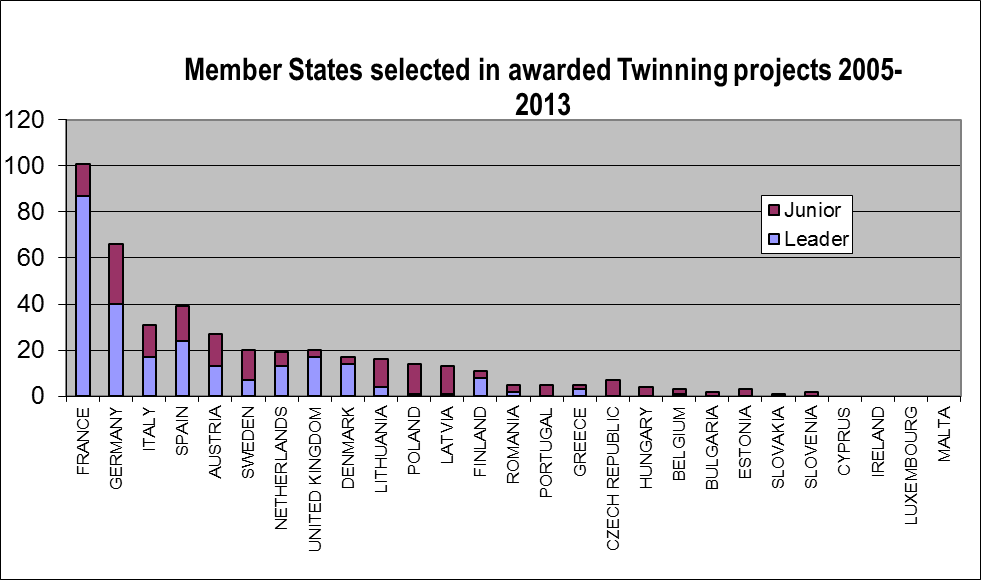 Member States selected in awarded Twinning projects 2005-
2013
120
100
80
60
40
20
0
Junior
Leader
FRANCE
GERMANY
ITALY
SPAIN
AUSTRIA
SWEDEN
NETHERLANDS
UNITED KINGDOM
DENMARK
LITHUANIA
POLAND
LATVIA
FINLAND
ROMANIA
PORTUGAL
GREECE
CZECH REPUBLIC
HUNGARY
BELGIUM
BULGARIA
ESTONIA
SLOVAKIA
SLOVENIA
CYPRUS
IRELAND
LUXEMBOURG
MALTA